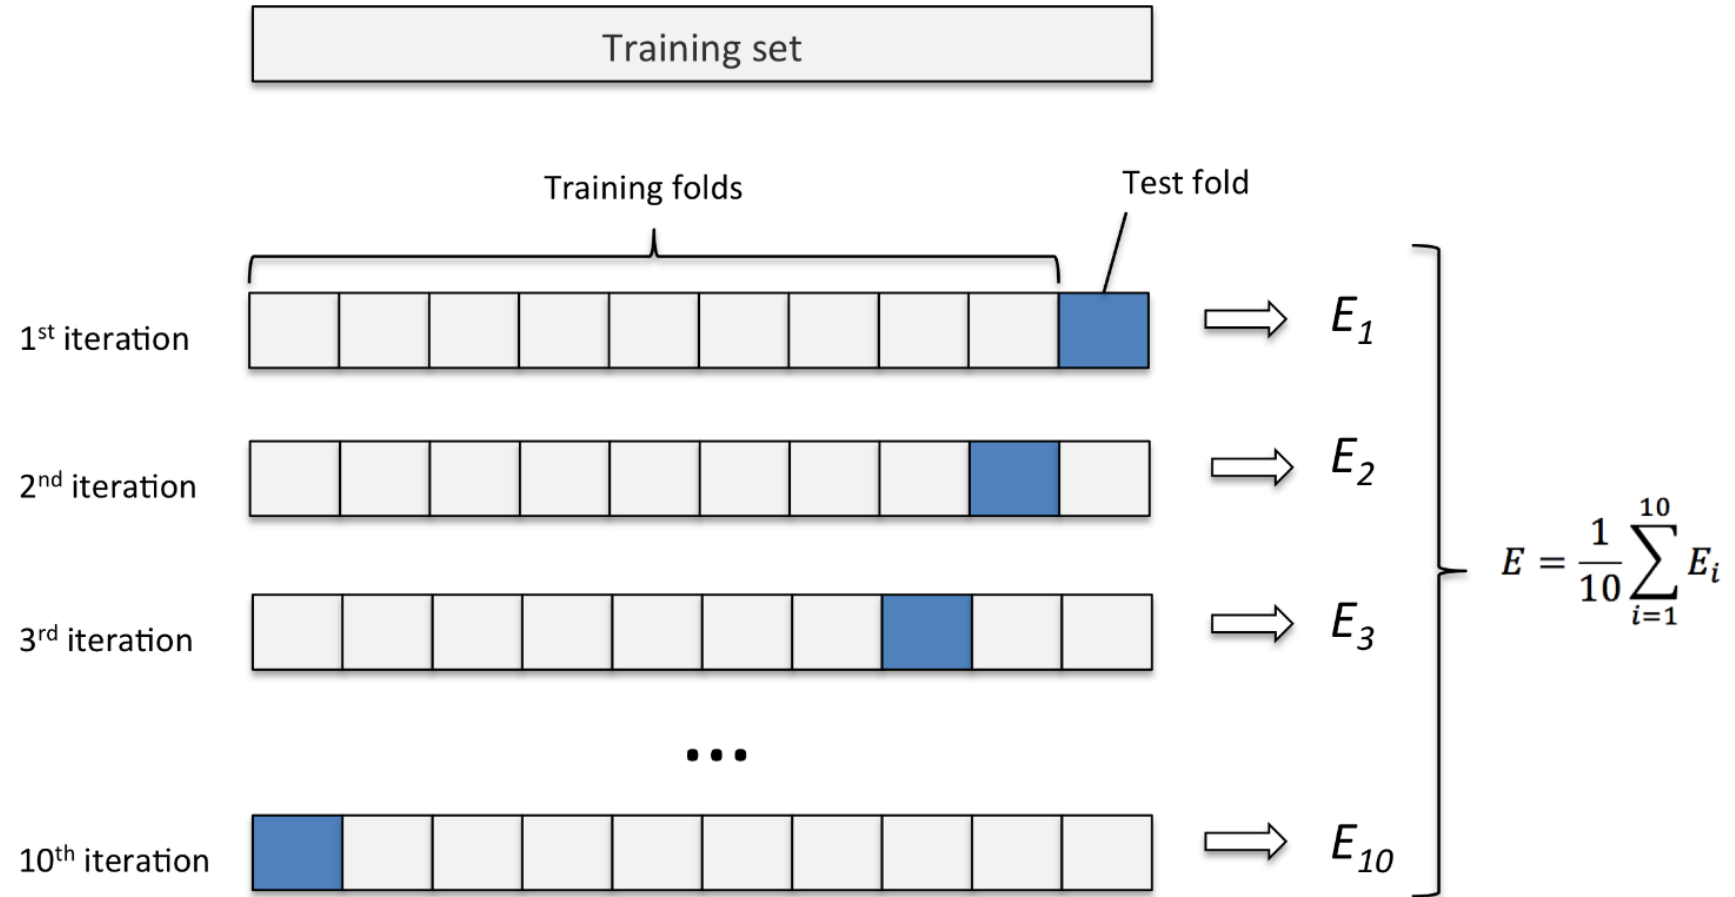 Training set
Training folds
Test fold
1st iteration
E1
2nd iteration
E2
3rd iteration
E3
...
10th iteration
E10
E = 1/10 ∑_{i=1}^{10} E_i